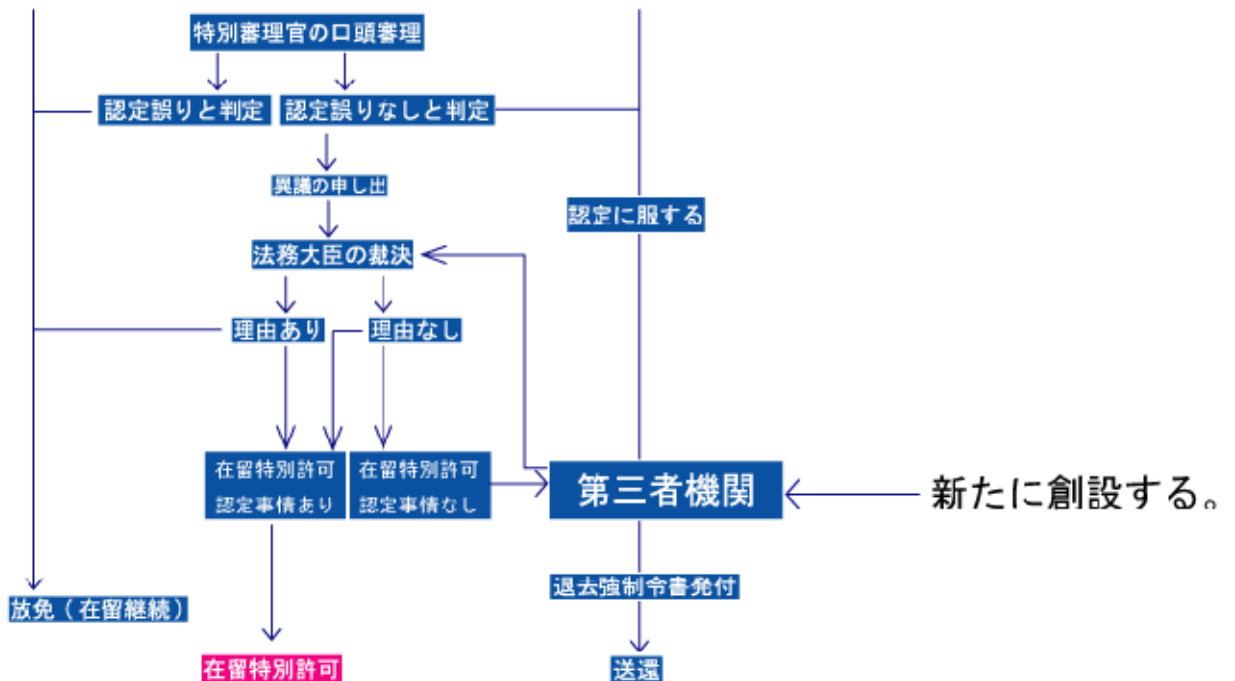 特別審理官の口頭審理
認定誤りと判定
認定誤りなしと判定
異議の申し出
認定に服する
法務大臣の裁決
理由あり
理由なし
在留特別許可
認定事情あり
在留特別許可
認定事情なし
第三者機関
新たに創設する。
退去強制令書発付
放免(在留継続)
在留特別許可
送還